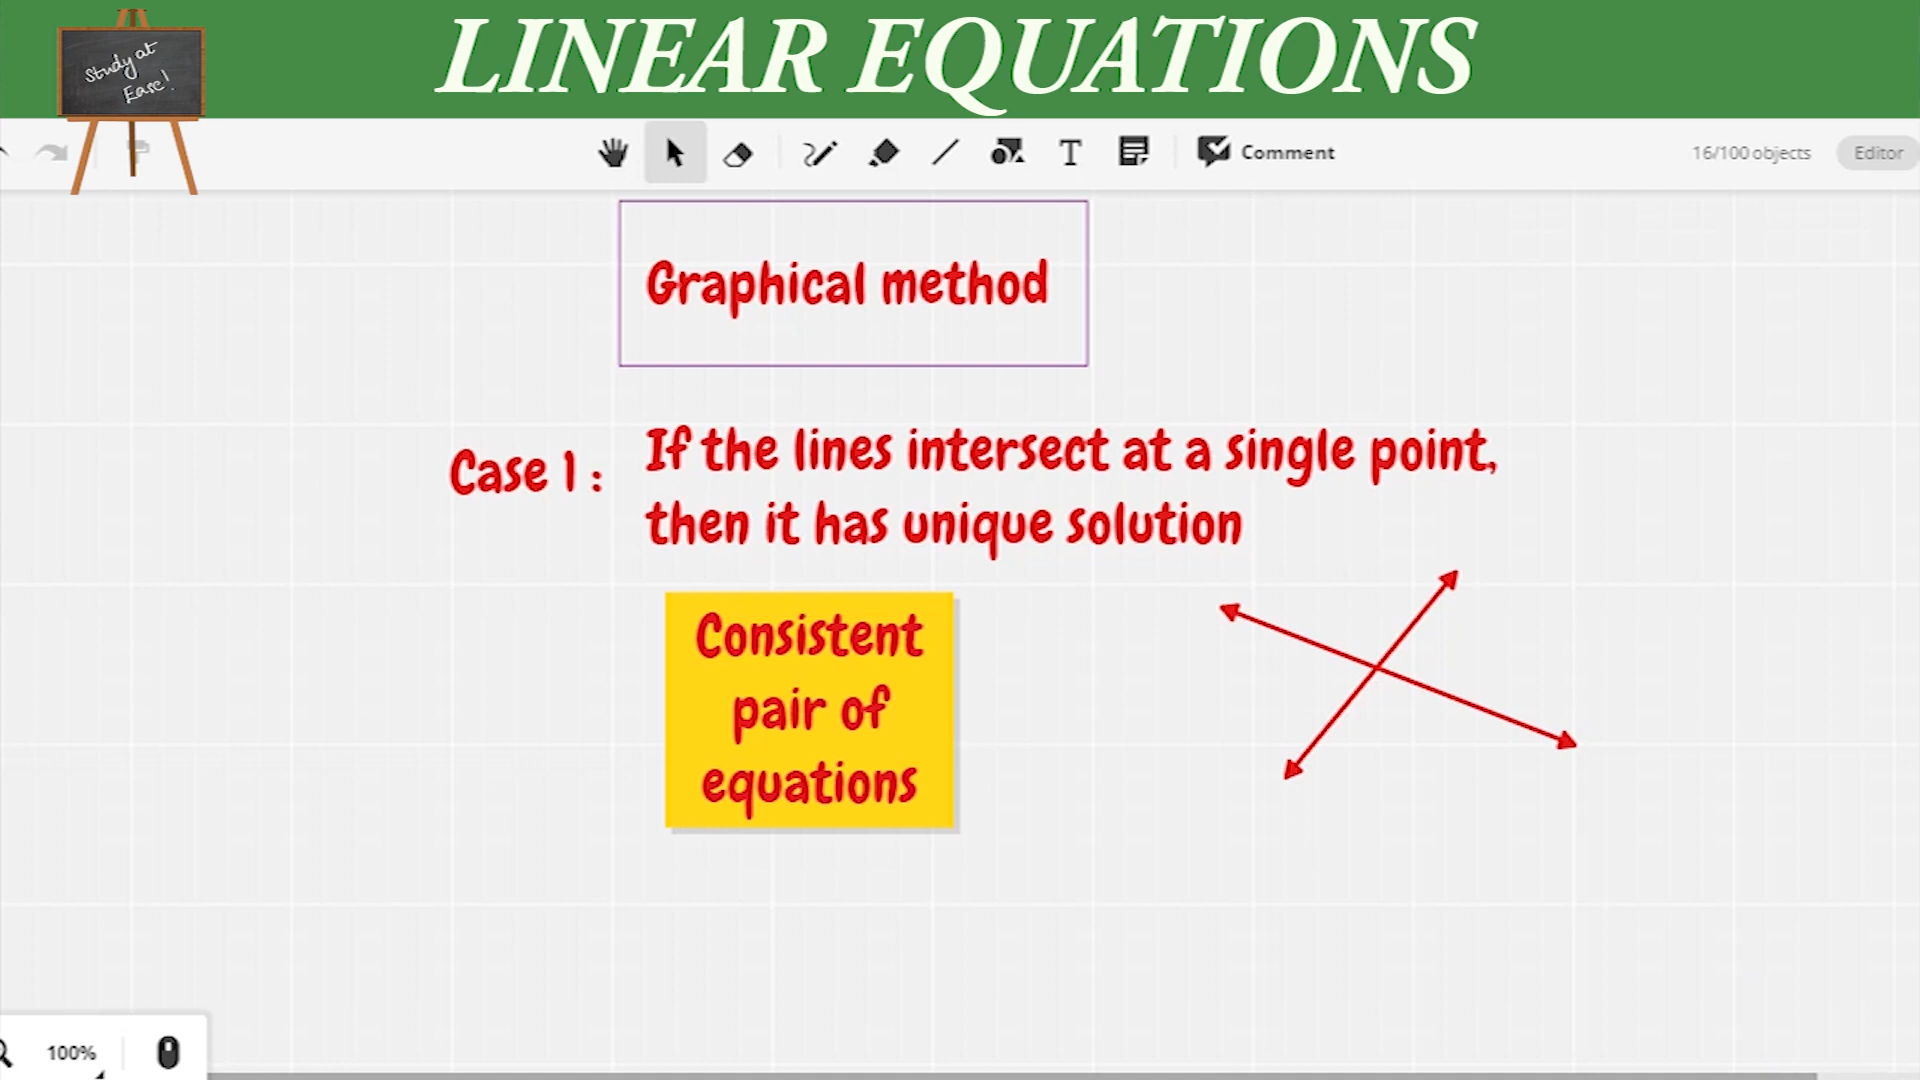 LINEAR EQUATIONS
Study at
Ease!
T
Comment
16/100 objects
Editor
Graphical method
Case 1 :
If the lines intersect at a single point,
then it has unique solution
Consistent
pair of
equations
100%